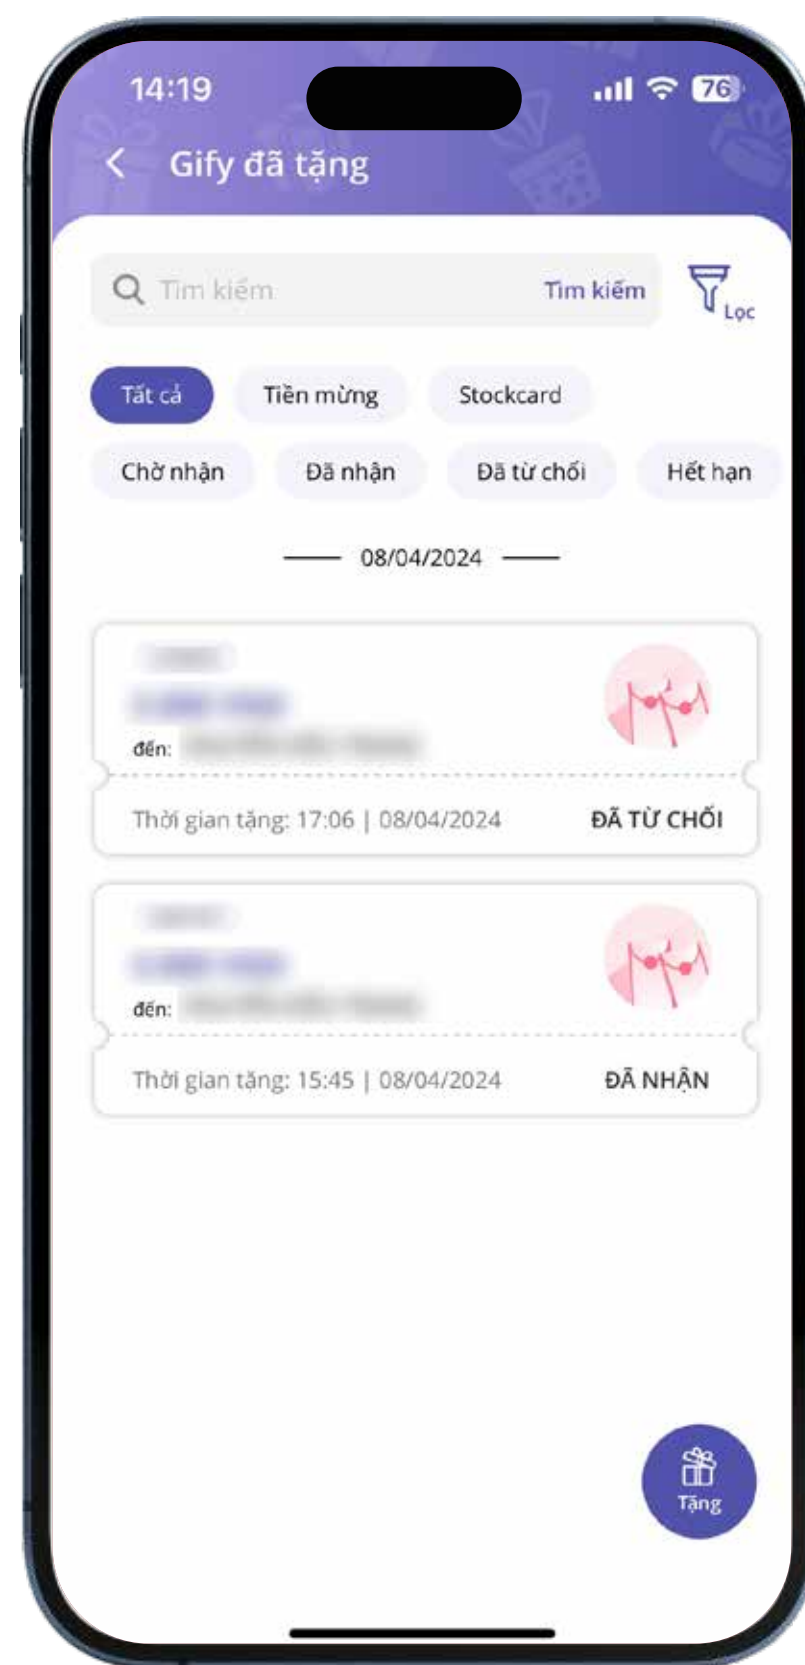 14:19 76
Gify đã tặng
Tìm kiếm Tìm kiếm Lọc
Tất cả Tiền mừng Stockcard
Chờ nhận Đã nhận Đã từ chối Hết hạn
08/04/2024
đến:
Thời gian tặng: 17:06 | 08/04/2024 ĐÃ TỪ CHỐI
đến:
Thời gian tặng: 15:45 | 08/04/2024 ĐÃ NHẬN
Tặng